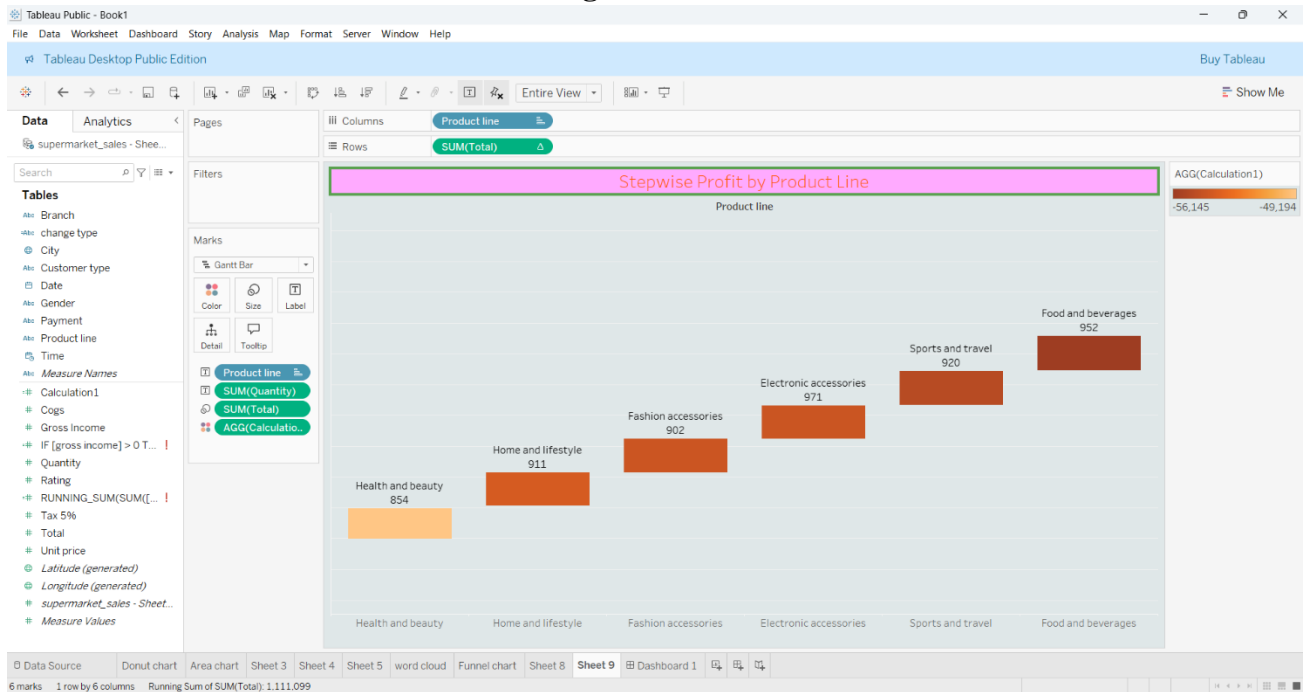 Tableau Public - Book1
File Data Worksheet Dashboard Story Analysis Map Format Server Window Help
Tableau Desktop Public Edition Buy Tableau
Entire View Show Me
Data Analytics
supermarket_sales - Shee...
Search
Tables
Abc Branch
Abc change type
City
Abc Customer type
Date
Abc Gender
Abc Payment
Abc Product line
Time
Abc Measure Names
# Calculation1
# Cogs
# Gross Income
# IF [gross income] > 0 T... !
# Quantity
# Rating
# RUNNING_SUM(SUM([... !
# Tax 5%
# Total
# Unit price
Latitude (generated)
Longitude (generated)
# supermarket_sales - Sheet...
# Measure Values
Pages
Filters
Marks
Gantt Bar
Color Size Label
Detail Tooltip
Product line
SUM(Quantity)
SUM(Total)
AGG(Calculatio..
Columns Product line
Rows SUM(Total) Δ
Stepwise Profit by Product Line
Product line
Food and beverages
952
Sports and travel
920
Electronic accessories
971
Fashion accessories
902
Home and lifestyle
911
Health and beauty
854
Health and beauty Home and lifestyle Fashion accessories Electronic accessories Sports and travel Food and beverages
AGG(Calculation1)
-56,145 -49,194
Data Source Donut chart Area chart Sheet 3 Sheet 4 Sheet 5 word cloud Funnel chart Sheet 8 Sheet 9 Dashboard 1
6 marks 1 row by 6 columns Running Sum of SUM(Total): 1,111,099